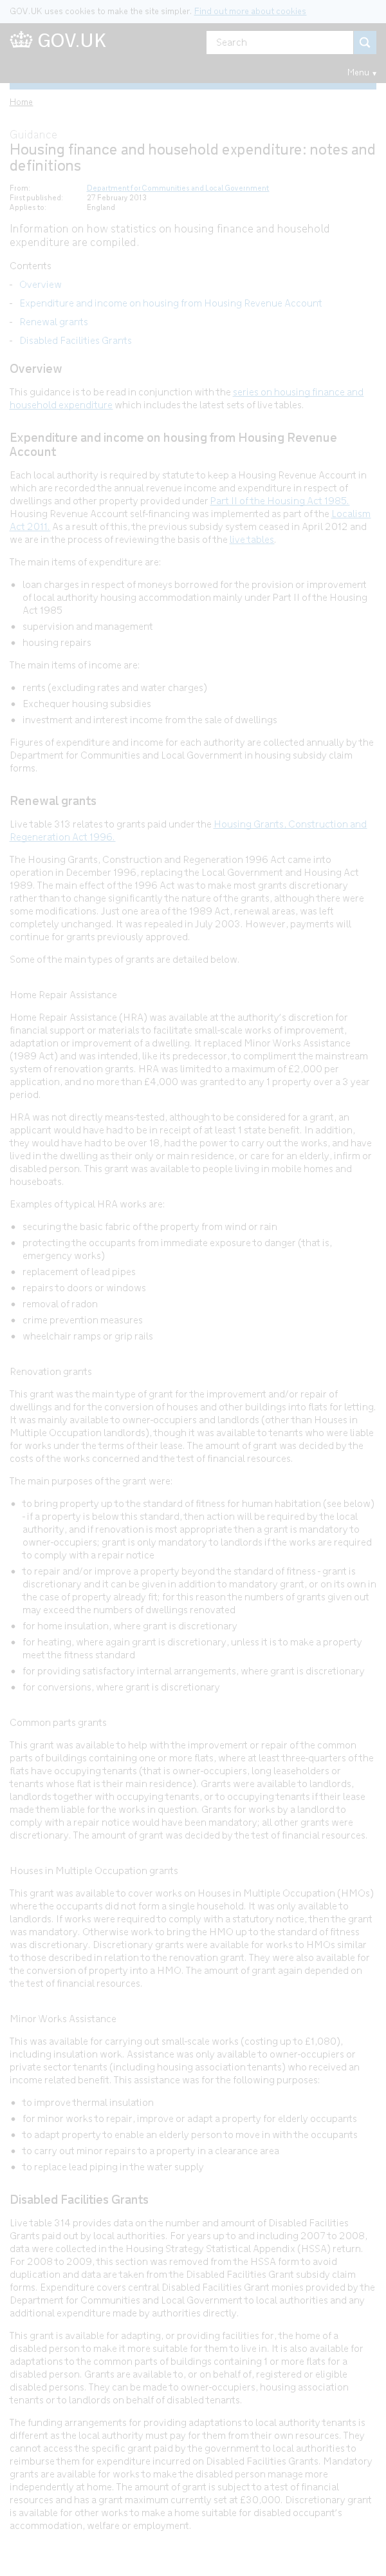 GOV.UK uses cookies to make the site simpler. Find out more about cookies
GOV.UK
Search
Menu
Home
Guidance
Housing finance and household expenditure: notes and
definitions
From: Department for Communities and Local Government
First published: 27 February 2013
Applies to: England
Information on how statistics on housing finance and household
expenditure are compiled.
Contents
- Overview
- Expenditure and income on housing from Housing Revenue Account
- Renewal grants
- Disabled Facilities Grants
Overview
This guidance is to be read in conjunction with the series on housing finance and
household expenditure which includes the latest sets of live tables.
Expenditure and income on housing from Housing Revenue
Account
Each local authority is required by statute to keep a Housing Revenue Account in
which are recorded the annual revenue income and expenditure in respect of
dwellings and other property provided under Part II of the Housing Act 1985.
Housing Revenue Account self-financing was implemented as part of the Localism
Act 2011. As a result of this, the previous subsidy system ceased in April 2012 and
we are in the process of reviewing the basis of the live tables.
The main items of expenditure are:
• loan charges in respect of moneys borrowed for the provision or improvement
of local authority housing accommodation mainly under Part II of the Housing
Act 1985
• supervision and management
• housing repairs
The main items of income are:
• rents (excluding rates and water charges)
• Exchequer housing subsidies
• investment and interest income from the sale of dwellings
Figures of expenditure and income for each authority are collected annually by the
Department for Communities and Local Government in housing subsidy claim
forms.
Renewal grants
Live table 313 relates to grants paid under the Housing Grants, Construction and
Regeneration Act 1996.
The Housing Grants, Construction and Regeneration 1996 Act came into
operation in December 1996, replacing the Local Government and Housing Act
1989. The main effect of the 1996 Act was to make most grants discretionary
rather than to change significantly the nature of the grants, although there were
some modifications. Just one area of the 1989 Act, renewal areas, was left
completely unchanged. It was repealed in July 2003. However, payments will
continue for grants previously approved.
Some of the main types of grants are detailed below.
Home Repair Assistance
Home Repair Assistance (HRA) was available at the authority's discretion for
financial support or materials to facilitate small-scale works of improvement,
adaptation or improvement of a dwelling. It replaced Minor Works Assistance
(1989 Act) and was intended, like its predecessor, to compliment the mainstream
system of renovation grants. HRA was limited to a maximum of £2,000 per
application, and no more than £4,000 was granted to any 1 property over a 3 year
period.
HRA was not directly means-tested, although to be considered for a grant, an
applicant would have had to be in receipt of at least 1 state benefit. In addition,
they would have had to be over 18, had the power to carry out the works, and have
lived in the dwelling as their only or main residence, or care for an elderly, infirm or
disabled person. This grant was available to people living in mobile homes and
houseboats.
Examples of typical HRA works are:
• securing the basic fabric of the property from wind or rain
• protecting the occupants from immediate exposure to danger (that is,
emergency works)
• replacement of lead pipes
• repairs to doors or windows
• removal of radon
• crime prevention measures
• wheelchair ramps or grip rails
Renovation grants
This grant was the main type of grant for the improvement and/or repair of
dwellings and for the conversion of houses and other buildings into flats for letting.
It was mainly available to owner-occupiers and landlords (other than Houses in
Multiple Occupation landlords), though it was available to tenants who were liable
for works under the terms of their lease. The amount of grant was decided by the
costs of the works concerned and the test of financial resources.
The main purposes of the grant were:
• to bring property up to the standard of fitness for human habitation (see below)
- if a property is below this standard, then action will be required by the local
authority, and if renovation is most appropriate then a grant is mandatory to
owner-occupiers; grant is only mandatory to landlords if the works are required
to comply with a repair notice
• to repair and/or improve a property beyond the standard of fitness - grant is
discretionary and it can be given in addition to mandatory grant, or on its own in
the case of property already fit; for this reason the numbers of grants given out
may exceed the numbers of dwellings renovated
• for home insulation, where grant is discretionary
• for heating, where again grant is discretionary, unless it is to make a property
meet the fitness standard
• for providing satisfactory internal arrangements, where grant is discretionary
• for conversions, where grant is discretionary
Common parts grants
This grant was available to help with the improvement or repair of the common
parts of buildings containing one or more flats, where at least three-quarters of the
flats have occupying tenants (that is owner-occupiers, long leaseholders or
tenants whose flat is their main residence). Grants were available to landlords,
landlords together with occupying tenants, or to occupying tenants if their lease
made them liable for the works in question. Grants for works by a landlord to
comply with a repair notice would have been mandatory; all other grants were
discretionary. The amount of grant was decided by the test of financial resources.
Houses in Multiple Occupation grants
This grant was available to cover works on Houses in Multiple Occupation (HMOs)
where the occupants did not form a single household. It was only available to
landlords. If works were required to comply with a statutory notice, then the grant
was mandatory. Otherwise work to bring the HMO up to the standard of fitness
was discretionary. Discretionary grants were available for works to HMOs similar
to those described in relation to the renovation grant. They were also available for
the conversion of property into a HMO. The amount of grant again depended on
the test of financial resources.
Minor Works Assistance
This was available for carrying out small-scale works (costing up to £1,080),
including insulation work. Assistance was only available to owner-occupiers or
private sector tenants (including housing association tenants) who received an
income related benefit. This assistance was for the following purposes:
• to improve thermal insulation
• for minor works to repair, improve or adapt a property for elderly occupants
• to adapt property to enable an elderly person to move in with the occupants
• to carry out minor repairs to a property in a clearance area
• to replace lead piping in the water supply
Disabled Facilities Grants
Live table 314 provides data on the number and amount of Disabled Facilities
Grants paid out by local authorities. For years up to and including 2007 to 2008,
data were collected in the Housing Strategy Statistical Appendix (HSSA) return.
For 2008 to 2009, this section was removed from the HSSA form to avoid
duplication and data are taken from the Disabled Facilities Grant subsidy claim
forms. Expenditure covers central Disabled Facilities Grant monies provided by the
Department for Communities and Local Government to local authorities and any
additional expenditure made by authorities directly.
This grant is available for adapting, or providing facilities for, the home of a
disabled person to make it more suitable for them to live in. It is also available for
adaptations to the common parts of buildings containing 1 or more flats for a
disabled person. Grants are available to, or on behalf of, registered or eligible
disabled persons. They can be made to owner-occupiers, housing association
tenants or to landlords on behalf of disabled tenants.
The funding arrangements for providing adaptations to local authority tenants is
different as the local authority must pay for them from their own resources. They
cannot access the specific grant paid by the government to local authorities to
reimburse them for expenditure incurred on Disabled Facilities Grants. Mandatory
grants are available for works to make the disabled person manage more
independently at home. The amount of grant is subject to a test of financial
resources and has a grant maximum currently set at £30,000. Discretionary grant
is available for other works to make a home suitable for disabled occupant's
accommodation, welfare or employment.